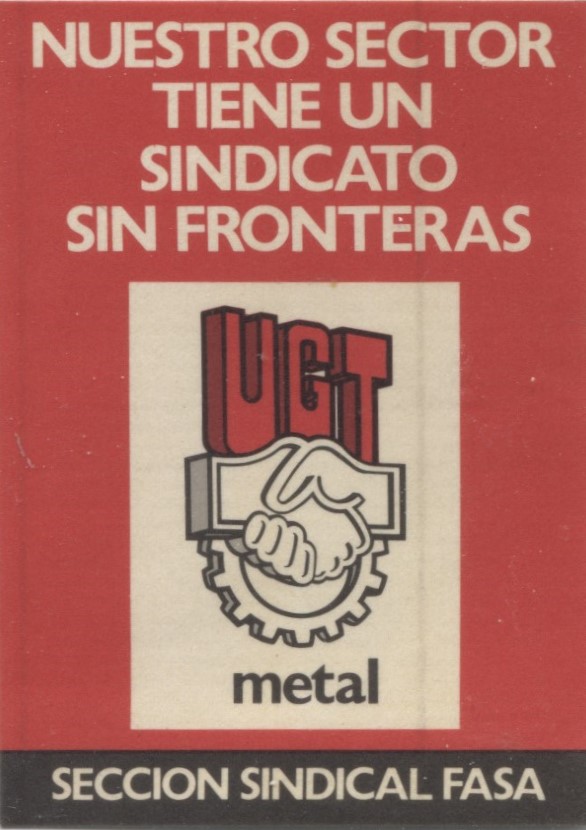 NUESTRO SECTOR
TIENE UN
SINDICATO
SIN FRONTERAS
UGT
metal
SECCION SINDICAL FASA